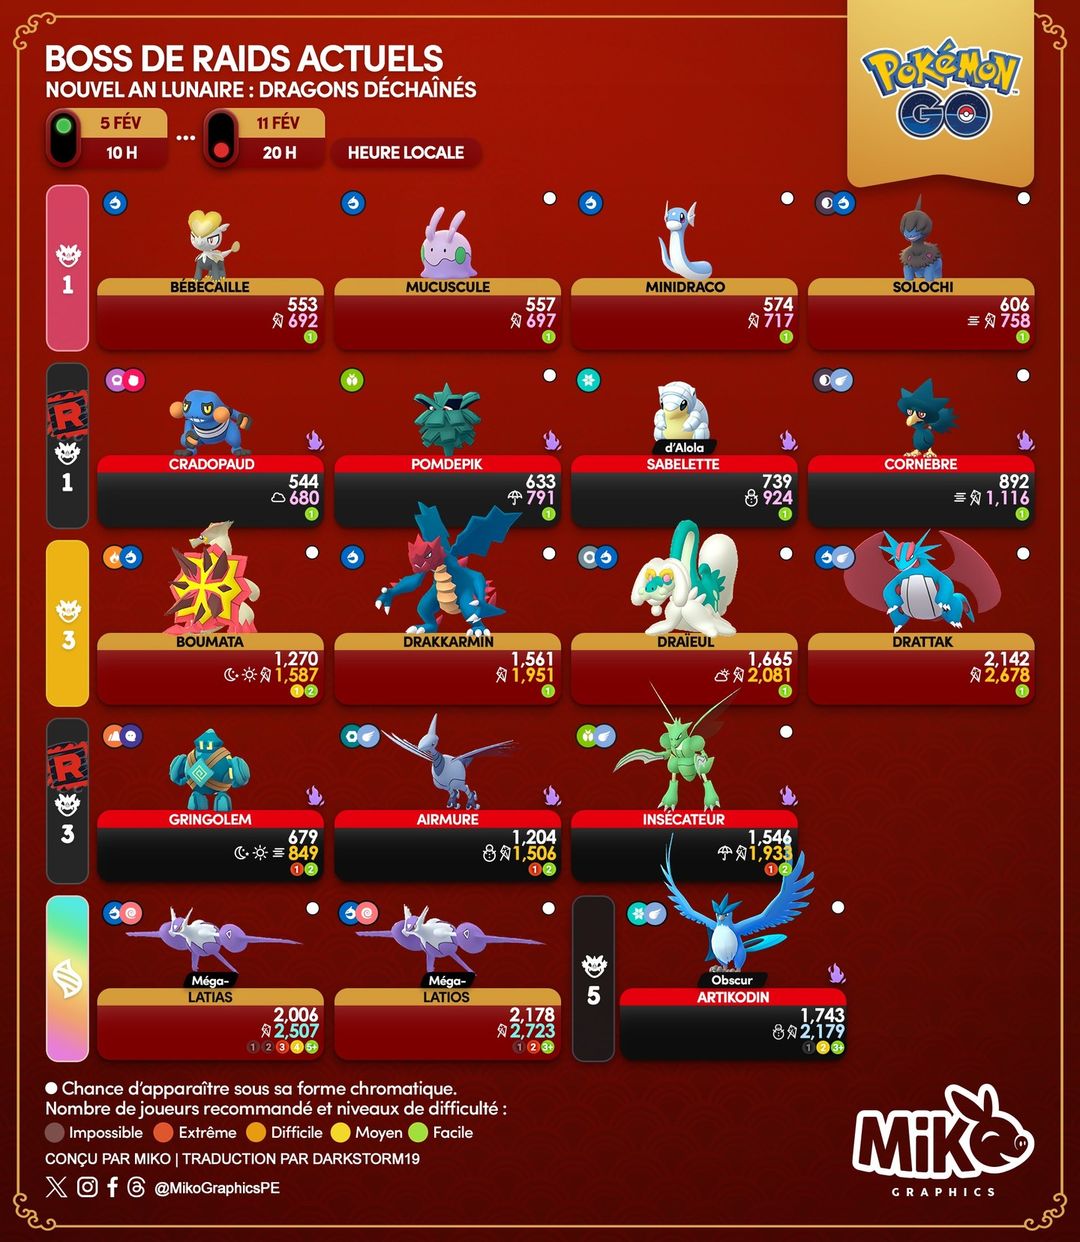 BOSS DE RAIDS ACTUELS
NOUVEL AN LUNAIRE : DRAGONS DÉCHAÎNÉS
POKÉMON GO
5 FÉV ... 11 FÉV
10 H 20 H HEURE LOCALE
1
BÉBÉCAILLE MUCUSCULE MINIDRACO SOLOCHI
553 557 574 606
692 697 717 758
1 1 1 1
R
1
d'Alola
CRADOPAUD POMDEPIK SABELETTE CORNÈBRE
544 633 739 892
680 791 924 1,116
1 1 1 1
3
BOUMATA DRAKKARMIN DRAÏEUL DRATTAK
1,270 1,561 1,665 2,142
1,587 1,951 2,081 2,678
1 2 1 1 1
R
3
GRINGOLEM AIRMURE INSÉCATEUR
679 1,204 1,546
849 1,506 1,933
1 2 1 2 1 2
5
Méga- Méga- Obscur
LATIAS LATIOS ARTIKODIN
2,006 2,178 1,743
2,507 2,723 2,179
1 2 3 4 5+ 1 2 3+ 1 2 3+
Chance d'apparaître sous sa forme chromatique.
Nombre de joueurs recommandé et niveaux de difficulté :
Impossible Extrême Difficile Moyen Facile
CONÇU PAR MIKO | TRADUCTION PAR DARKSTORM19
@MikoGraphicsPE
MiKO
GRAPHICS